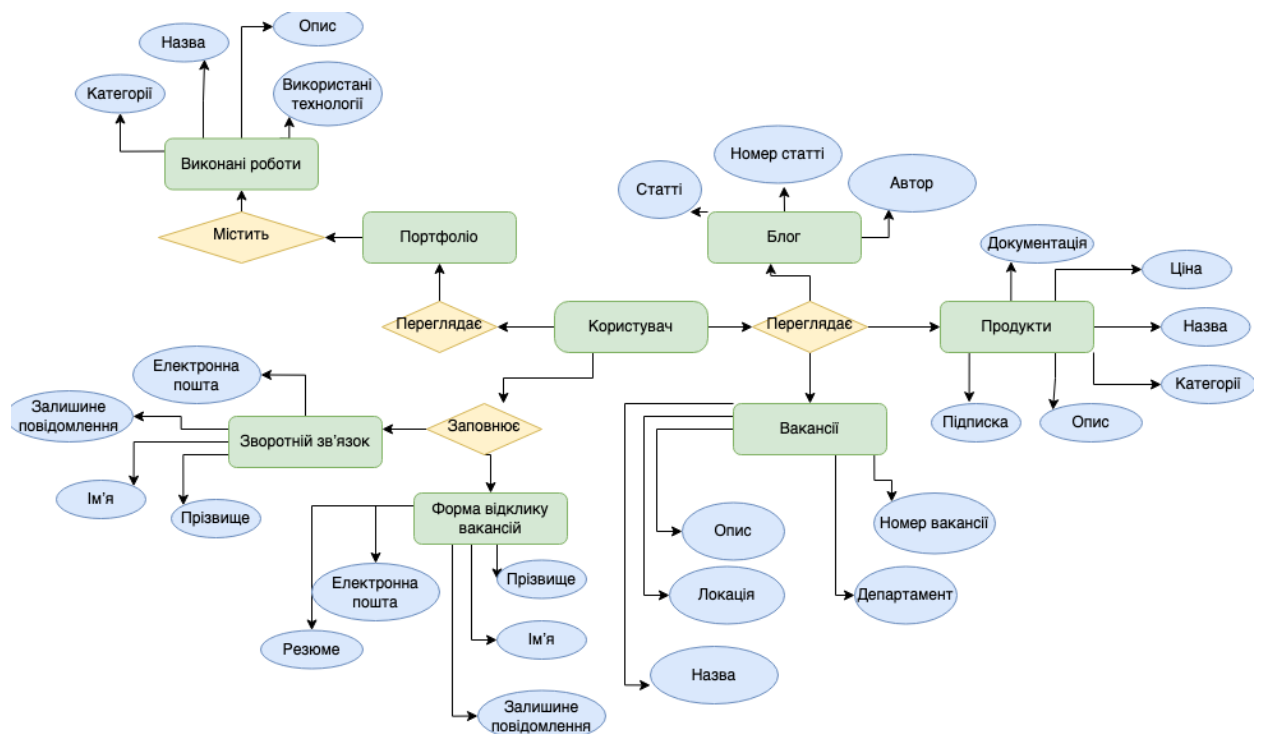 Опис
Назва
Категорії
Використані
технології
Виконані роботи
Номер статті
Статті
Автор
Містить
Портфоліо
Блог
Документація
Ціна
Переглядає
Користувач
Переглядає
Продукти
Назва
Електронна
пошта
Категорії
Залишине
повідомлення
Підписка
Опис
Заповнює
Вакансії
Зворотній зв'язок
Ім'я
Прізвище
Форма відклику
вакансій
Номер вакансії
Опис
Прізвище
Електронна
пошта
Локація
Департамент
Резюме
Ім'я
Назва
Залишине
повідомлення